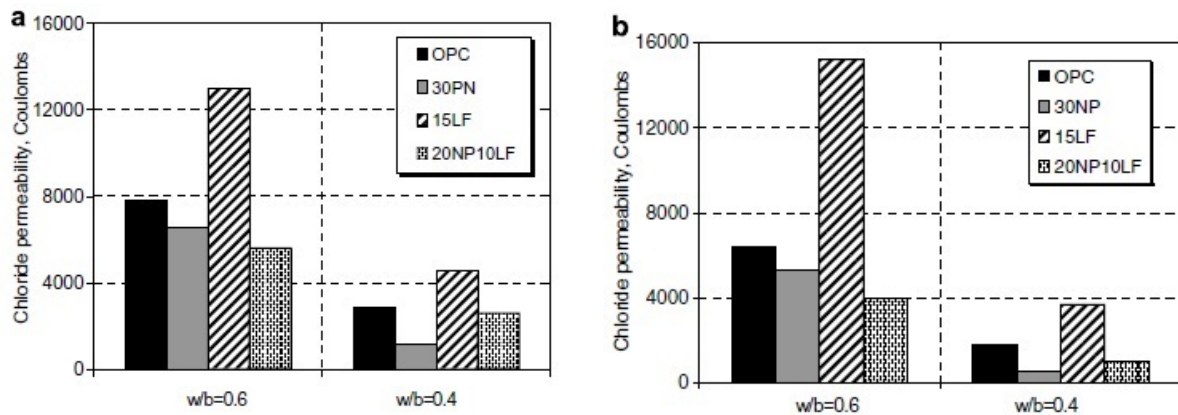 a
16000
12000
8000
4000
0
Chloride permeability, Coulombs
OPC
30PN
15LF
20NP10LF
w/b=0.6
w/b=0.4
b
16000
12000
8000
4000
0
Chloride permeability, Coulombs
OPC
30NP
15LF
20NP10LF
w/b=0.6
w/b=0.4